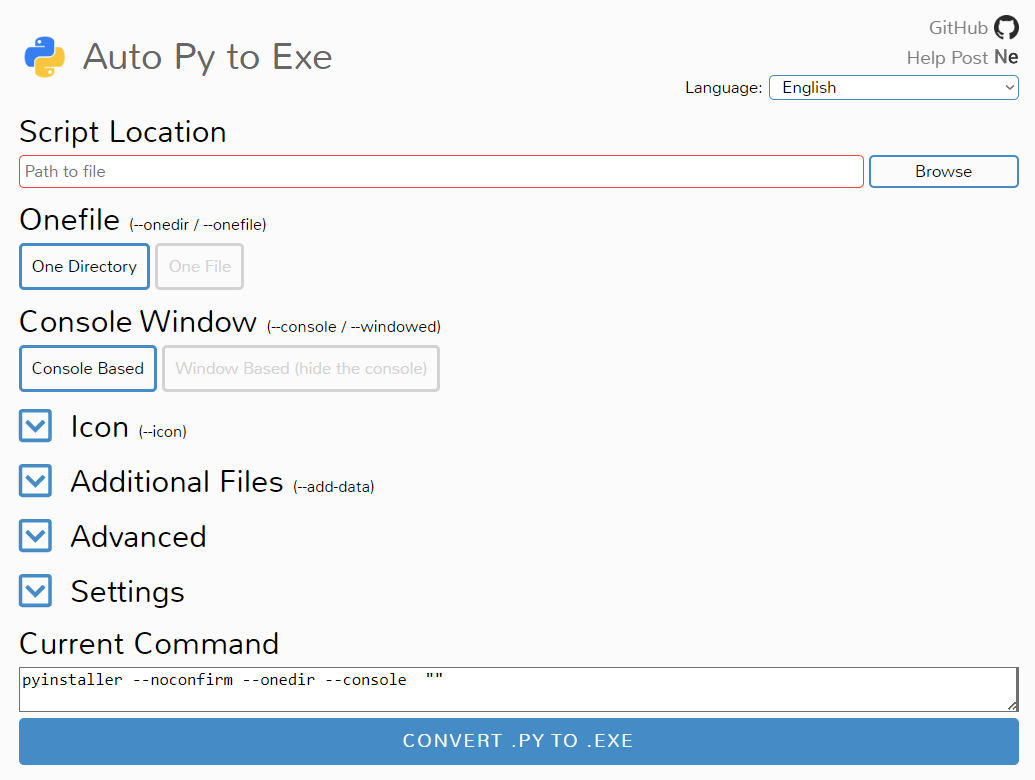 GitHub
Auto Py to Exe
Help Post Ne
Language: English
Script Location
Path to file Browse
Onefile (--onedir / --onefile)
One Directory One File
Console Window (--console / --windowed)
Console Based Window Based (hide the console)
Icon (--icon)
Additional Files (--add-data)
Advanced
Settings
Current Command
pyinstaller --noconfirm --onedir --console  ""
CONVERT .PY TO .EXE